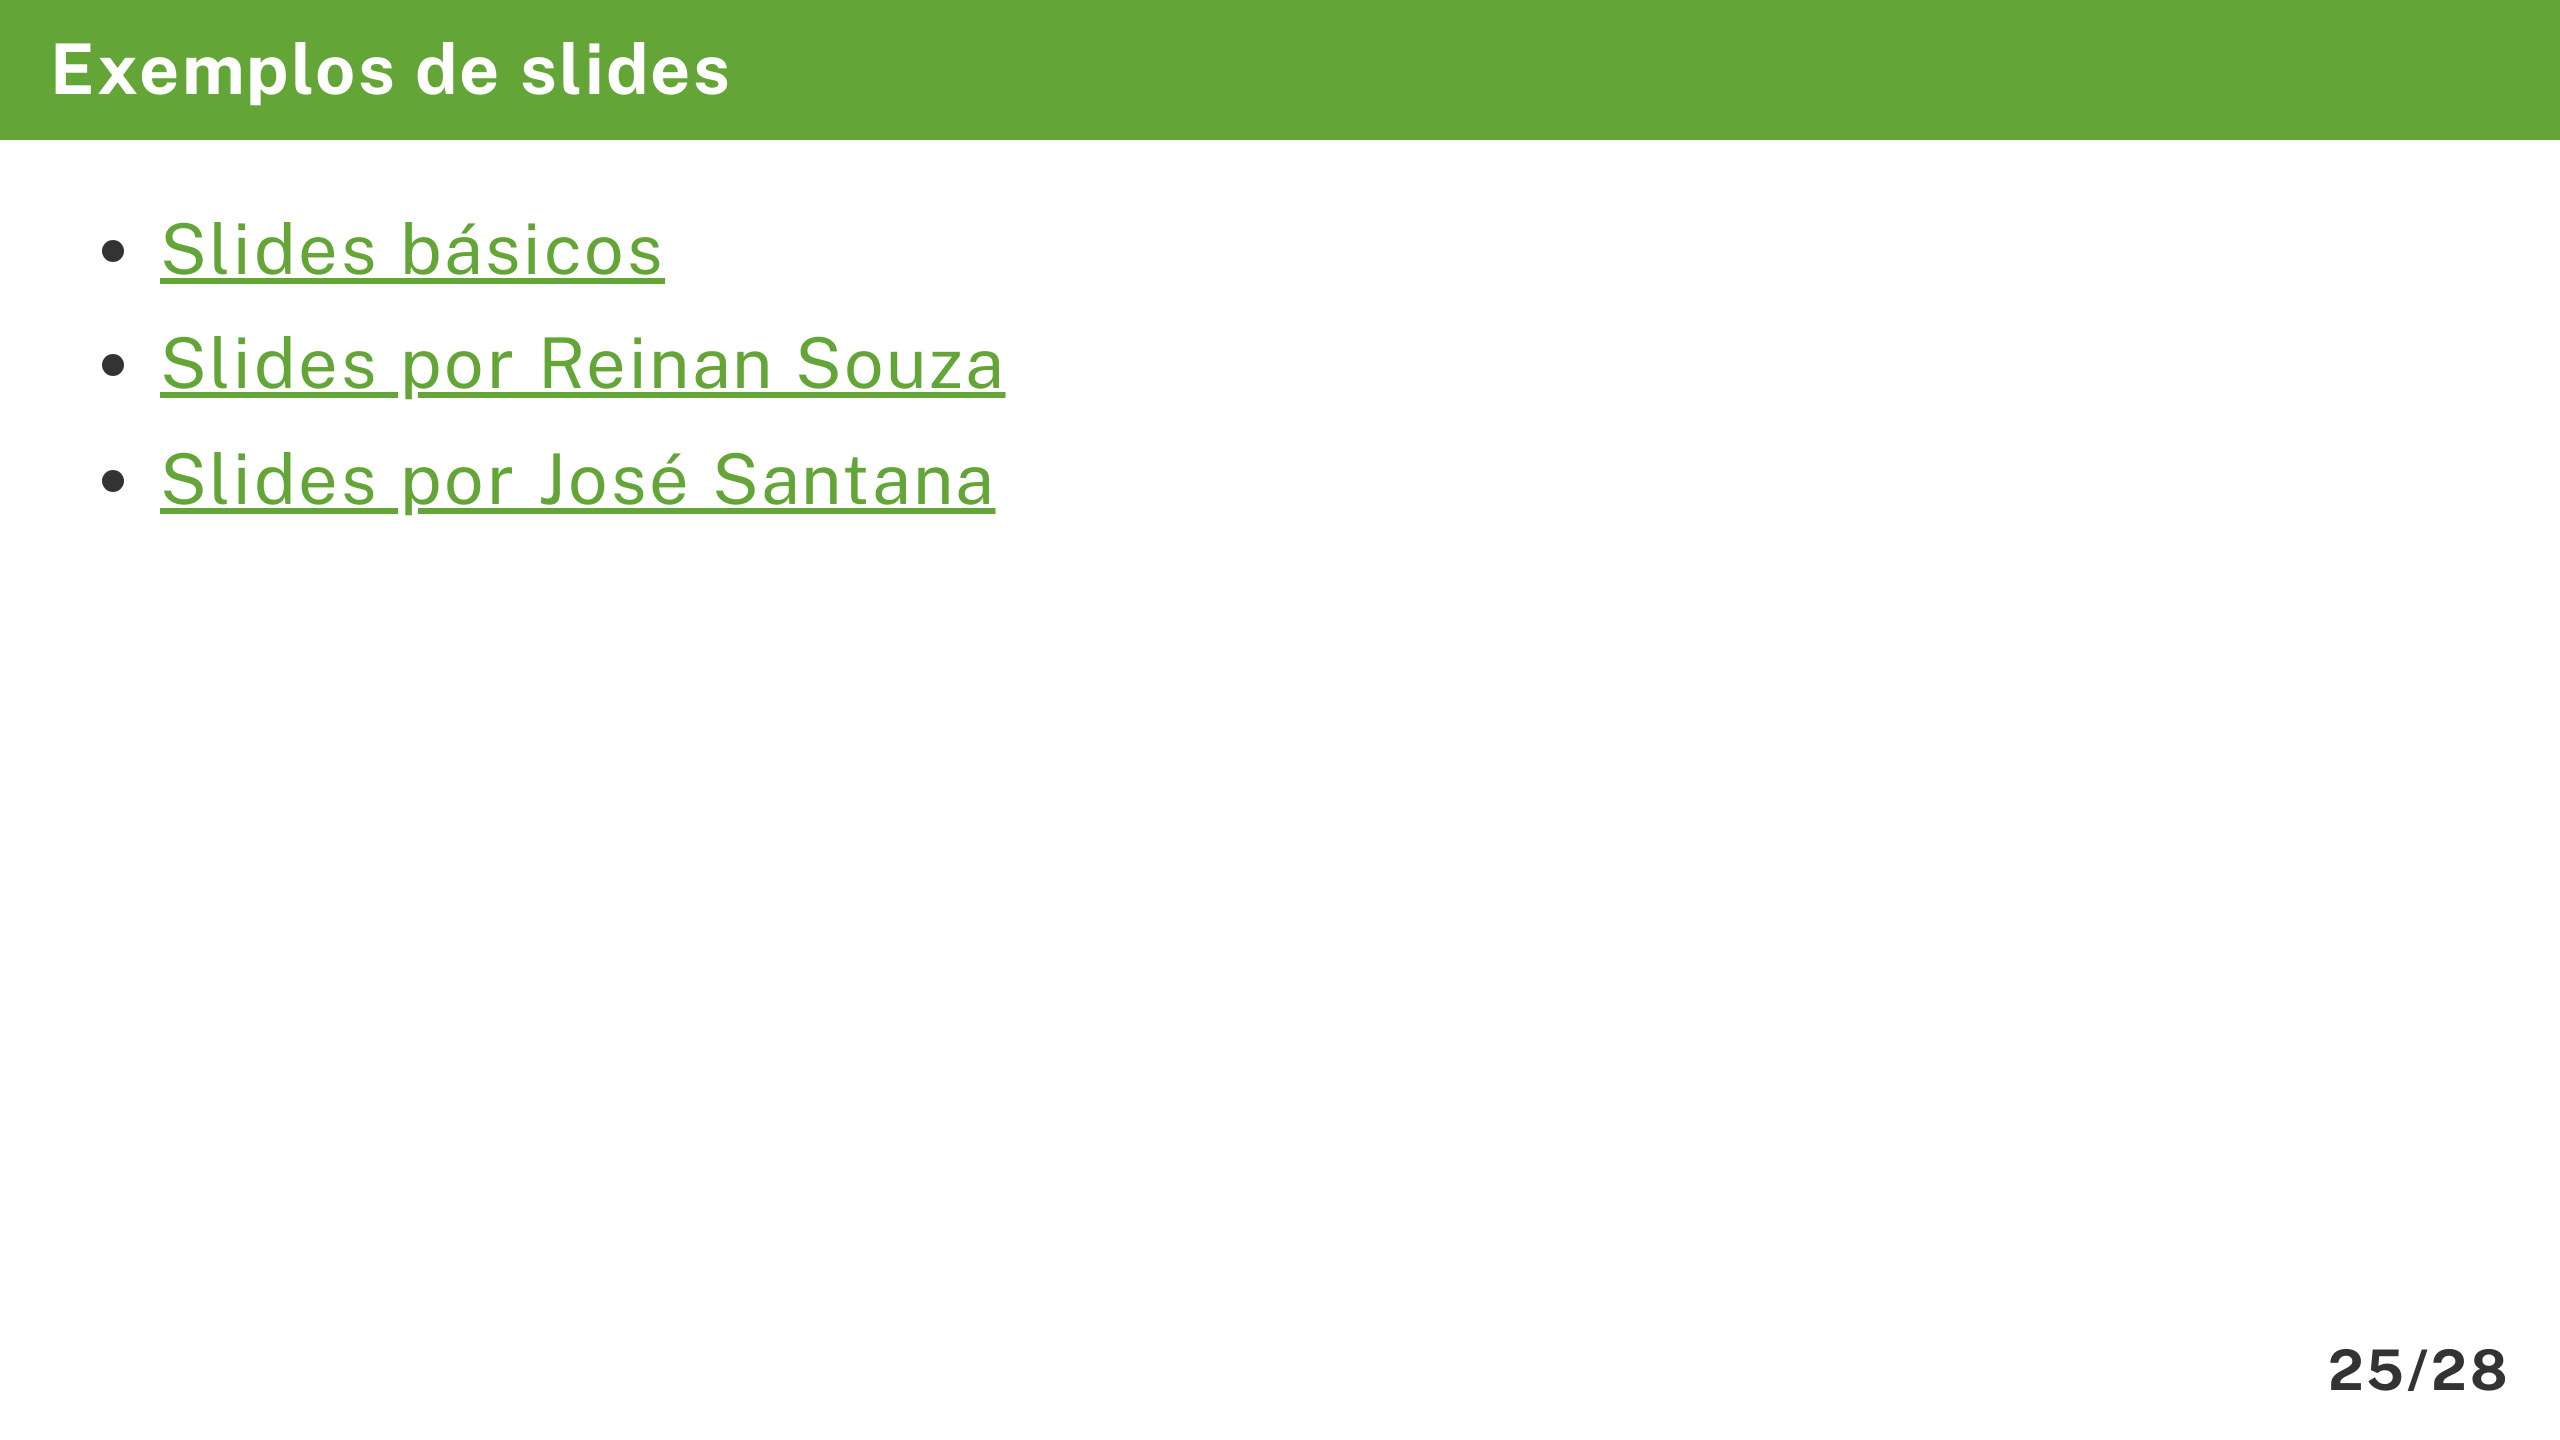 Exemplos de slides
Slides básicos
Slides por Reinan Souza
Slides por José Santana
25/28